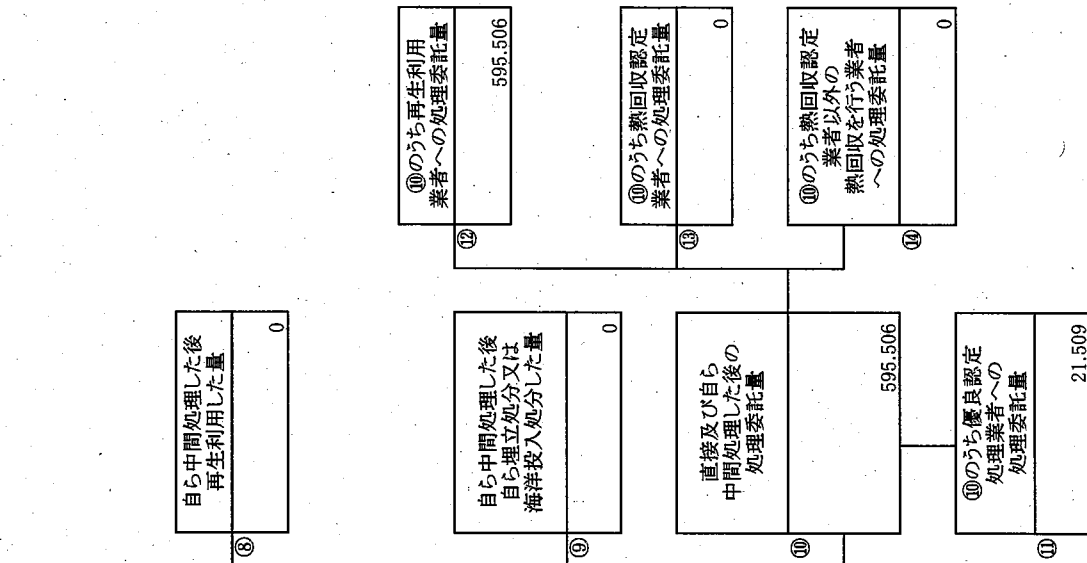 ⑧
自ら中間処理した後
再生利用した量
0
⑨
自ら中間処理した後
自ら埋立処分又は
海洋投入処分した量
0
⑩
直接及び自ら
中間処理した後の
処理委託量
595.506
⑪
⑩のうち優良認定
処理業者への
処理委託量
21.509
⑫
⑩のうち再生利用
業者への処理委託量
595.506
⑬
⑩のうち熱回収認定
業者への処理委託量
0
⑭
⑩のうち熱回収認定
業者以外の
熱回収を行う業者
への処理委託量
0